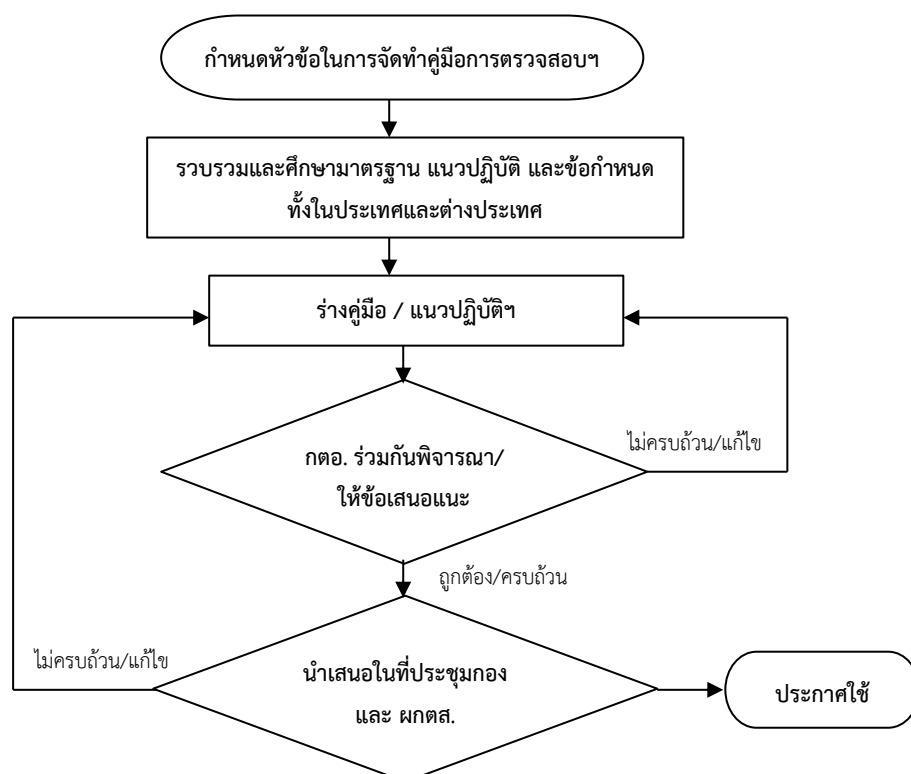 กำหนดหัวข้อในการจัดทำคู่มือการตรวจสอบฯ
รวบรวมและศึกษามาตรฐาน แนวปฏิบัติ และข้อกำหนด
ทั้งในประเทศและต่างประเทศ
ร่างคู่มือ / แนวปฏิบัติฯ
กตอ. ร่วมกันพิจารณา/
ให้ข้อเสนอแนะ
ไม่ครบถ้วน/แก้ไข
ถูกต้อง/ครบถ้วน
ไม่ครบถ้วน/แก้ไข
นำเสนอในที่ประชุมกอง
และ ผกตส.
ประกาศใช้